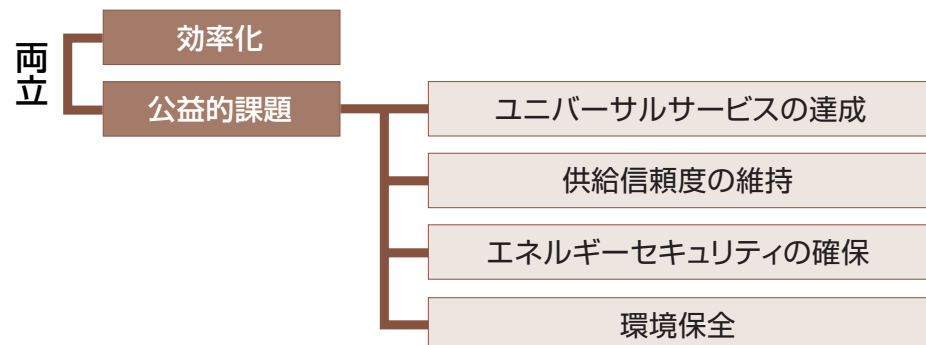 両立
効率化
公益的課題
ユニバーサルサービスの達成
供給信頼度の維持
エネルギーセキュリティの確保
環境保全